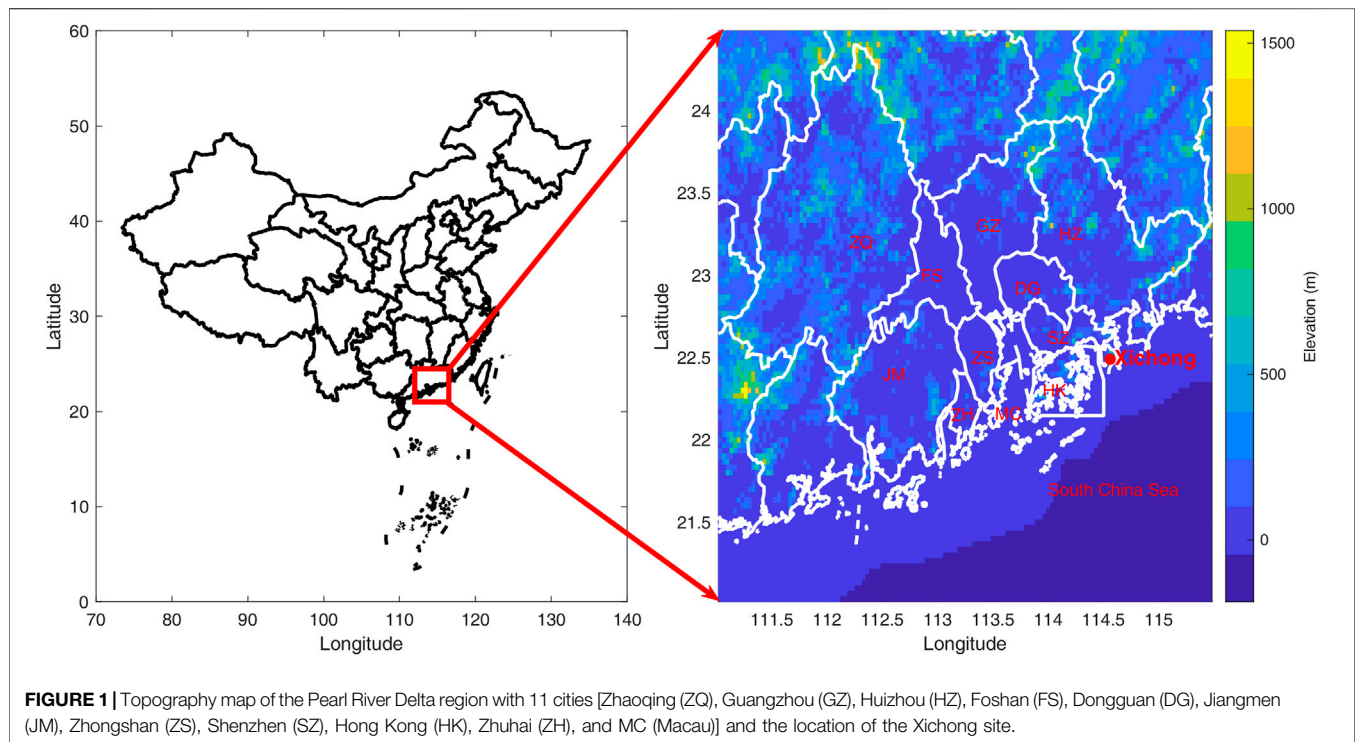 60
50
40
30
20
10
0
70
80
90
100
110
120
130
140
Latitude
Longitude
24
23.5
23
22.5
22
21.5
111.5
112
112.5
113
113.5
114
114.5
115
Latitude
Longitude
ZQ
GZ
HZ
FS
DG
SZ
Xichong
JM
ZS
HK
ZH
MC
South China Sea
1500
1000
500
0
Elevation (m)
FIGURE 1 | Topography map of the Pearl River Delta region with 11 cities [Zhaoqing (ZQ), Guangzhou (GZ), Huizhou (HZ), Foshan (FS), Dongguan (DG), Jiangmen
(JM), Zhongshan (ZS), Shenzhen (SZ), Hong Kong (HK), Zhuhai (ZH), and MC (Macau)] and the location of the Xichong site.